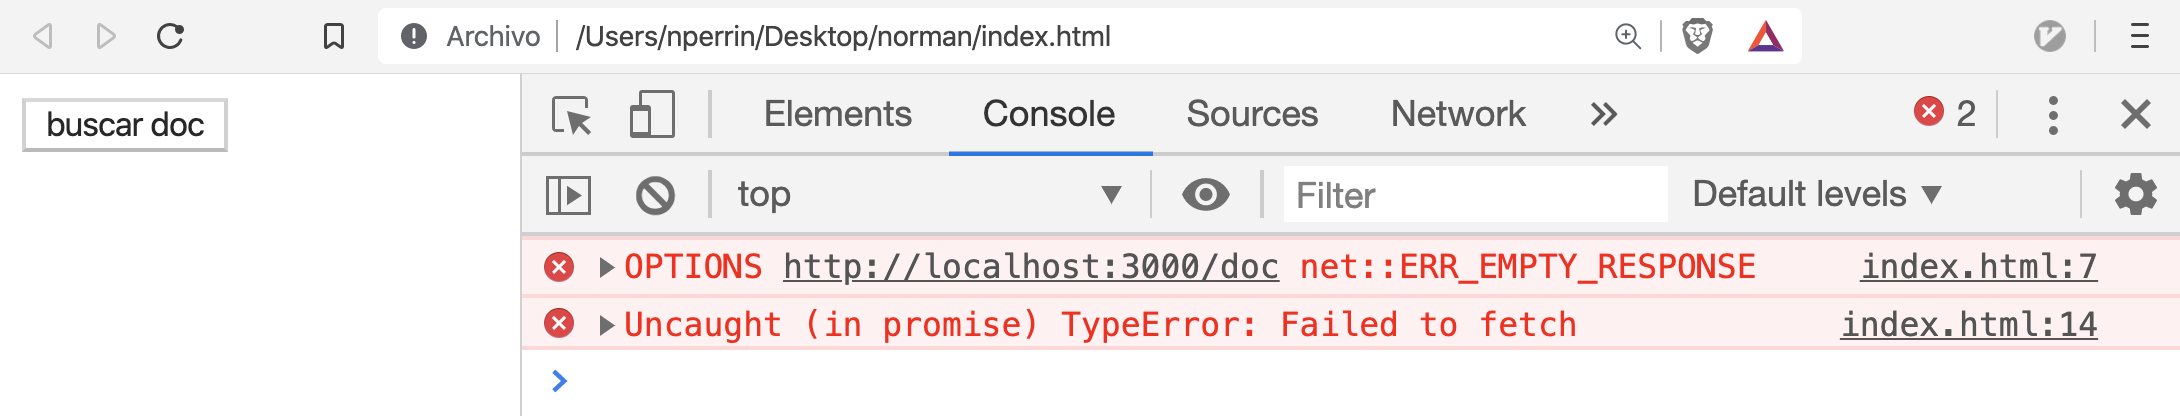 Archivo /Users/nperrin/Desktop/norman/index.html
buscar doc
Elements Console Sources Network 2
top Filter Default levels
OPTIONS http://localhost:3000/doc net::ERR_EMPTY_RESPONSE index.html:7
Uncaught (in promise) TypeError: Failed to fetch index.html:14